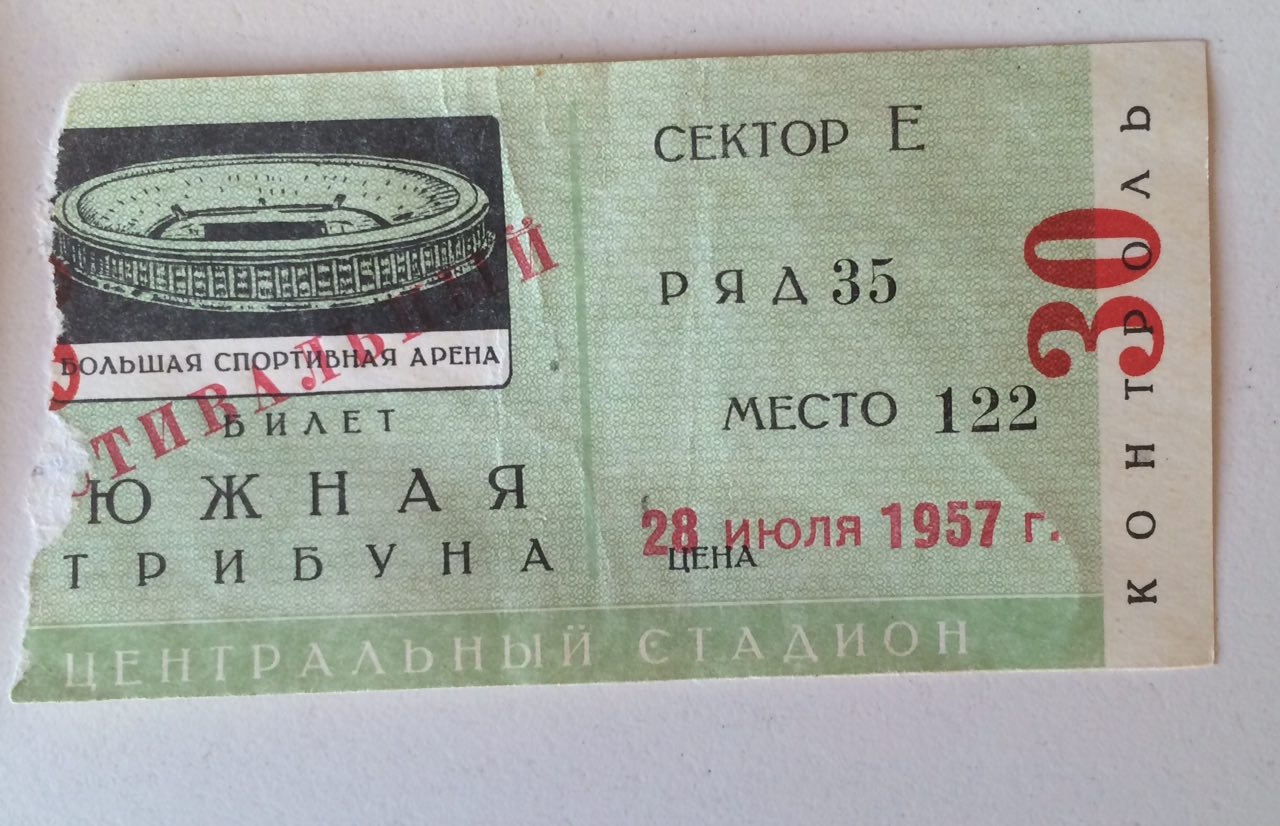 БОЛЬШАЯ СПОРТИВНАЯ АРЕНА
БИЛЕТ
ЮЖНАЯ
ТРИБУНА
ЦЕНТРАЛЬНЫЙ СТАДИОН
СТИВАЛЬНЫЙ
СЕКТОР Е
РЯД 35
МЕСТО 122
28 ИЮЛЯ 1957 г.
ЦЕНА
30
КОНТРОЛЬ